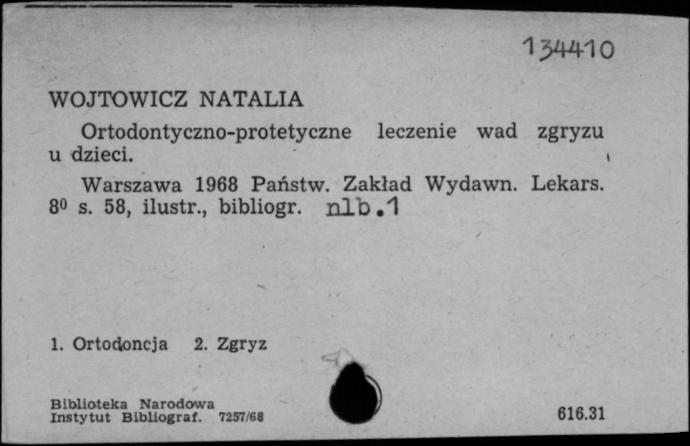 134410
WOJTOWICZ NATALIA
Ortodontyczno-protetyczne leczenie wad zgryzu
u dzieci.
Warszawa 1968 Państw. Zakład Wydawn. Lekars.
8⁰ s. 58, ilustr., bibliogr. nlb.1
1. Ortodoncja 2. Zgryz
Biblioteka Narodowa
Instytut Bibliograf. 7257/68
616.31